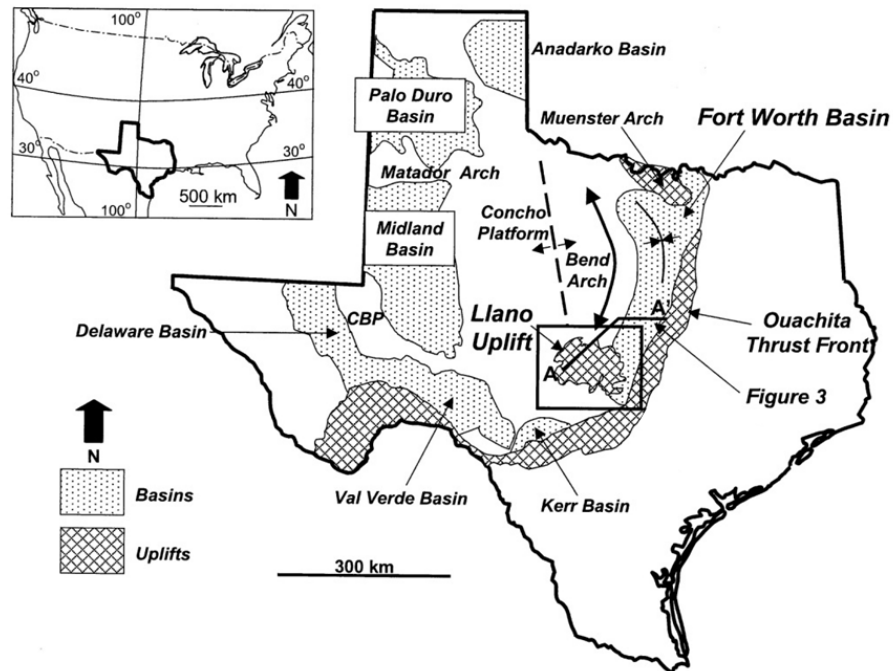 100°
40°
40°
30°
30°
100°
500 km
N
Anadarko Basin
Palo Duro
Basin
Muenster Arch
Fort Worth Basin
Matador Arch
Concho
Platform
Midland
Basin
Bend
Arch
CBP
Delaware Basin
Llano
Uplift
A
A'
Ouachita
Thrust Front
Figure 3
N
Basins
Uplifts
Val Verde Basin
Kerr Basin
300 km